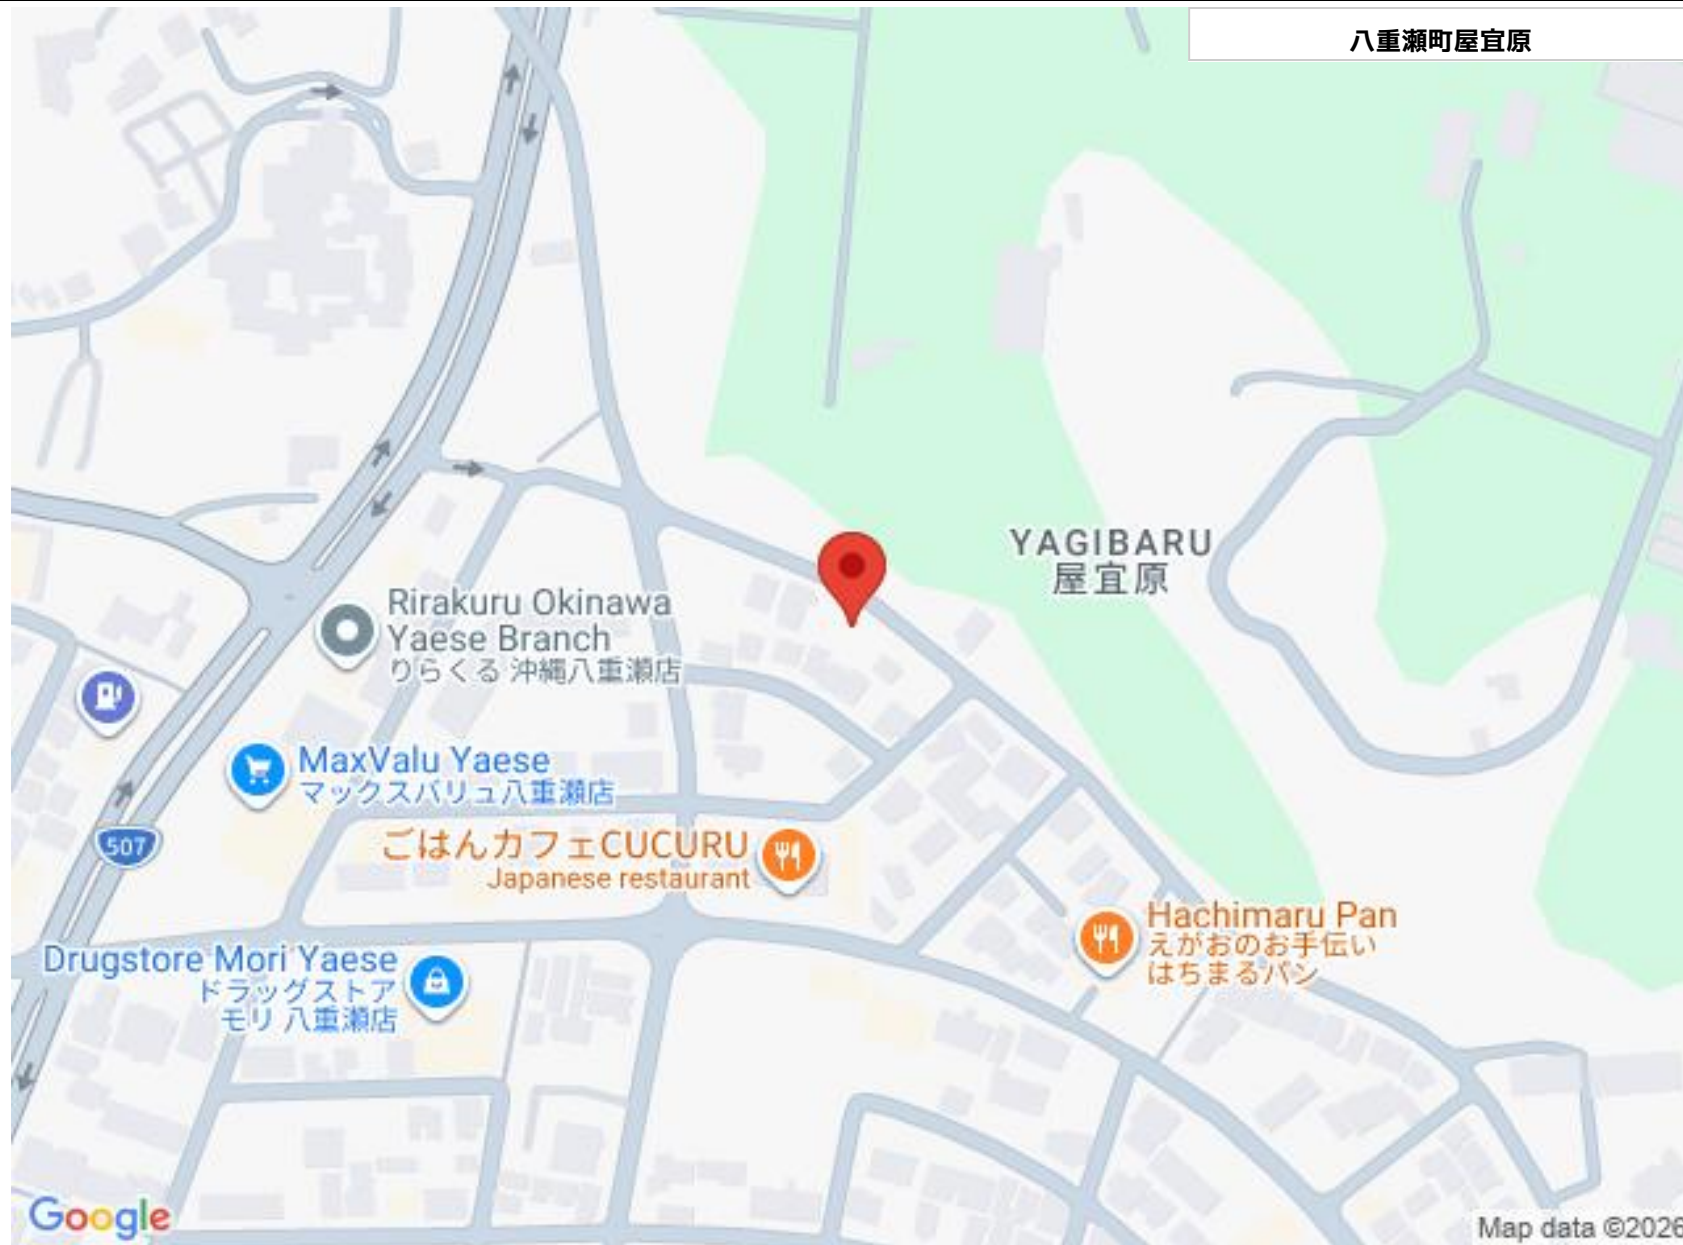 八重瀬町屋宜原
YAGIBARU
屋宜原
Rirakuru Okinawa
Yaese Branch
りらくる 沖縄八重瀬店
MaxValu Yaese
マックスバリュ八重瀬店
507
ごはんカフェCUCURU
Japanese restaurant
Hachimaru Pan
えがおのお手伝い
はちまるパン
Drugstore Mori Yaese
ドラッグストア
モリ 八重瀬店
Google
Map data ©2026